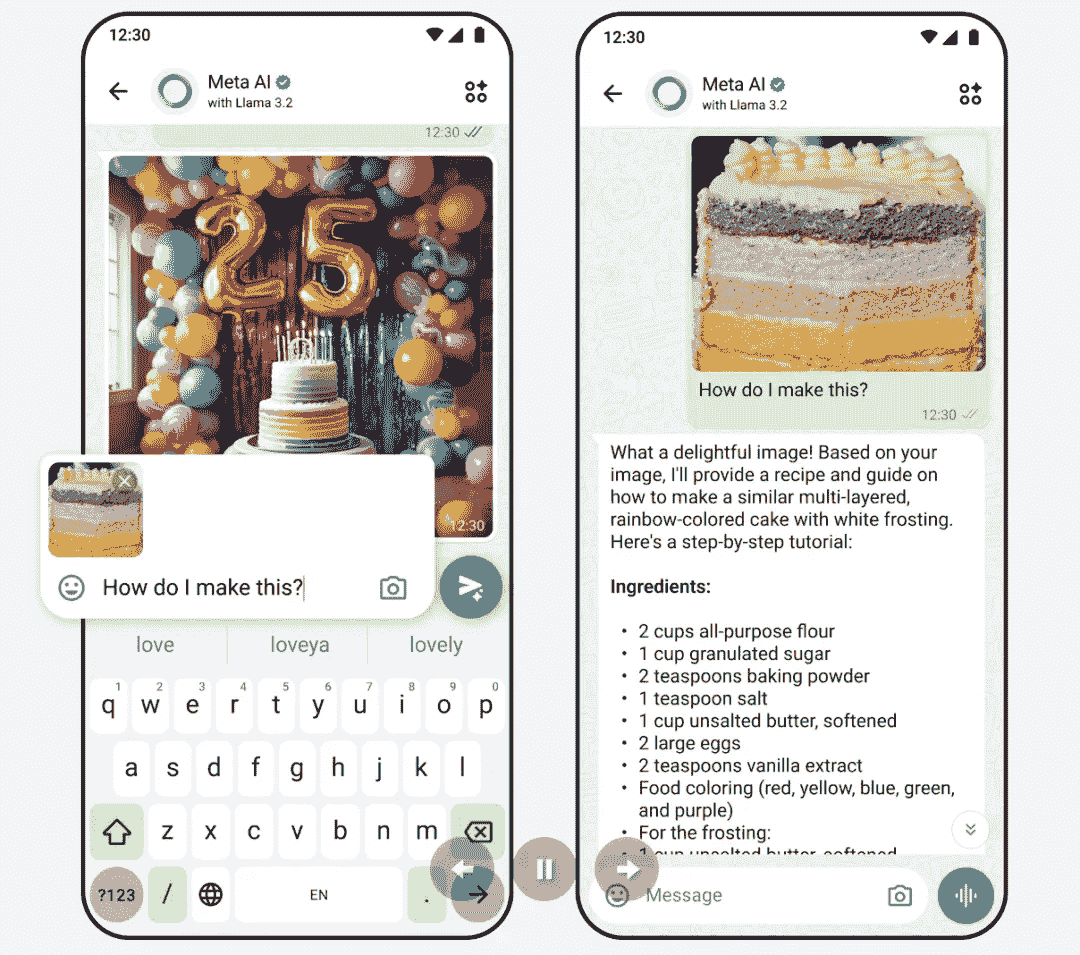 12:30
Meta AI
with Llama 3.2
12:30
25
12:30
How do I make this?
love loveya lovely
1 2 3 4 5 6 7 8 9 0
q w e r t y u i o p
a s d f g h j k l
z x c v b n m
?123 / EN .
12:30
Meta AI
with Llama 3.2
How do I make this?
12:30
What a delightful image! Based on your
image, I'll provide a recipe and guide on
how to make a similar multi-layered,
rainbow-colored cake with white frosting.
Here's a step-by-step tutorial:
Ingredients:
• 2 cups all-purpose flour
• 1 cup granulated sugar
• 2 teaspoons baking powder
• 1 teaspoon salt
• 1 cup unsalted butter, softened
• 2 large eggs
• 2 teaspoons vanilla extract
• Food coloring (red, yellow, blue, green,
and purple)
• For the frosting:
• 1 cup unsalted butter, softened
Message